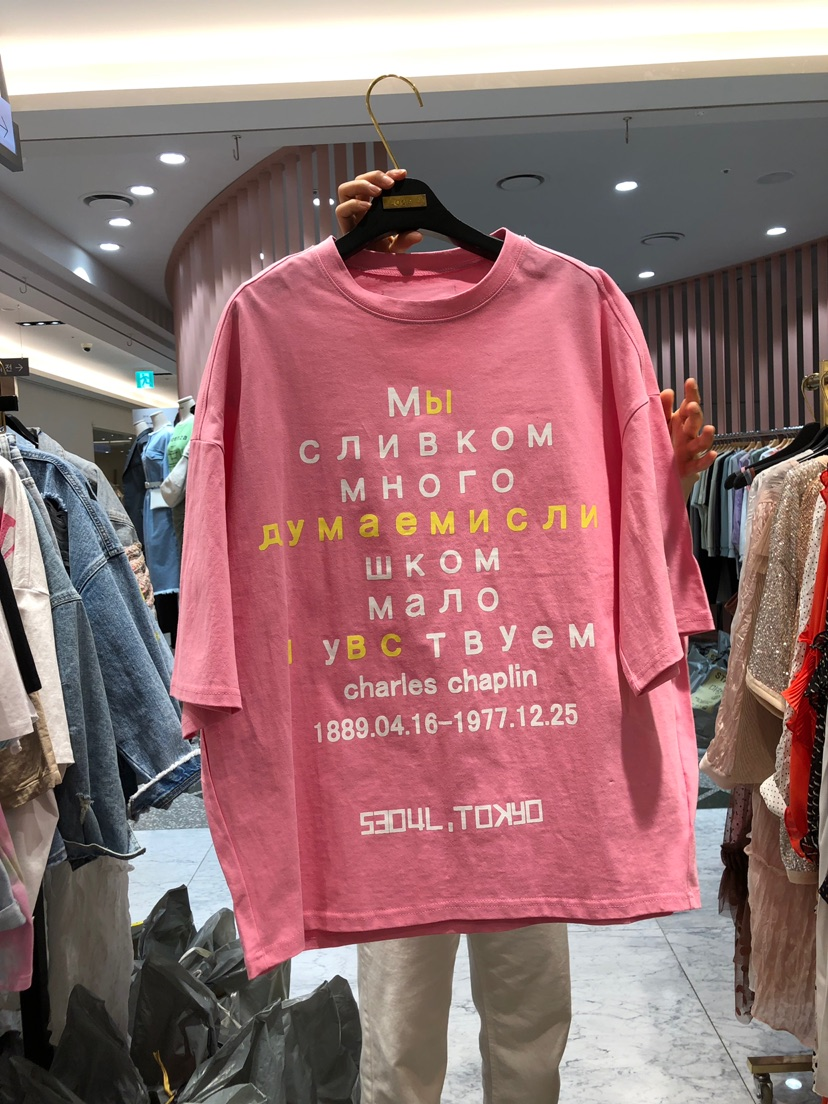 Мы
сливком
много
думаемисли
шком
мало
увствуем
charles chaplin
1889.04.16-1977.12.25
SEOUL,TOKYO